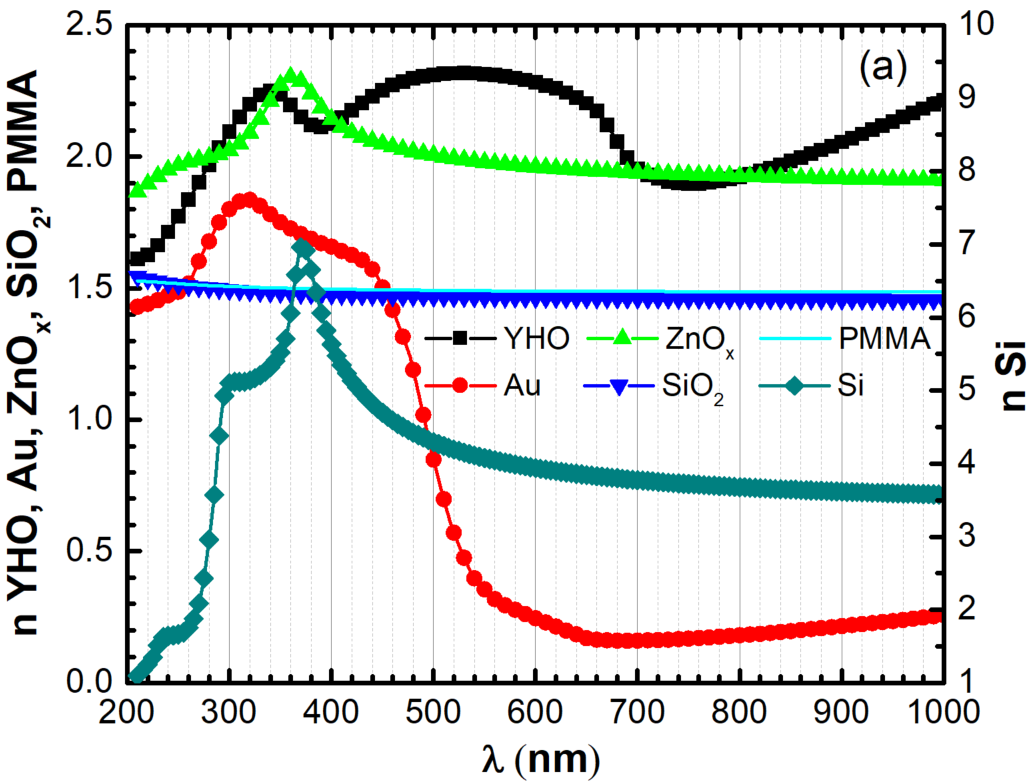 (a)
n YHO, Au, ZnOₓ, SiO₂, PMMA
2.5
2.0
1.5
1.0
0.5
0.0
YHO
ZnOₓ
PMMA
Au
SiO₂
Si
10
9
8
7
6
5
4
3
2
1
n Si
200 300 400 500 600 700 800 900 1000
λ (nm)